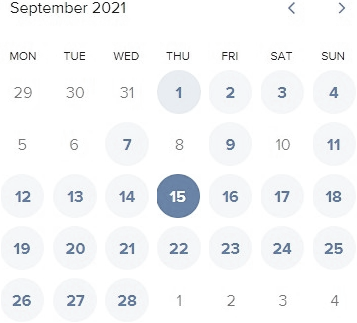 September 2021
MON TUE WED THU FRI SAT SUN
29 30 31 1 2 3 4
5 6 7 8 9 10 11
12 13 14 15 16 17 18
19 20 21 22 23 24 25
26 27 28 1 2 3 4